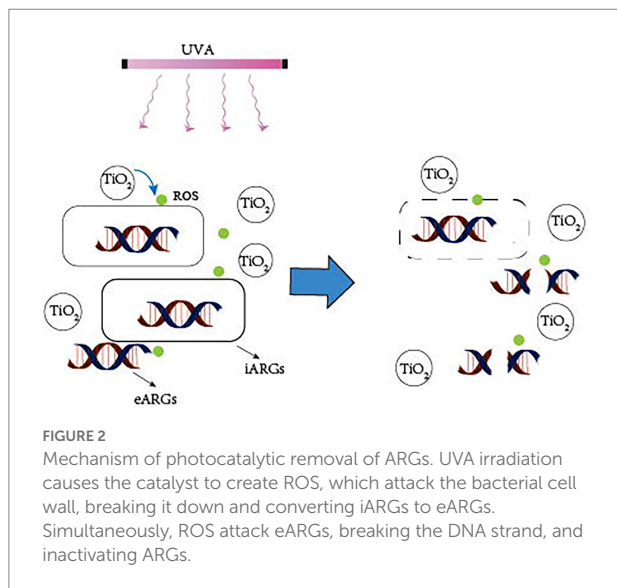 UVA
TiO2
ROS
TiO2
TiO2
TiO2
iARGs
eARGs
TiO2
TiO2
TiO2
TiO2
FIGURE 2
Mechanism of photocatalytic removal of ARGs. UVA irradiation
causes the catalyst to create ROS, which attack the bacterial cell
wall, breaking it down and converting iARGs to eARGs.
Simultaneously, ROS attack eARGs, breaking the DNA strand, and
inactivating ARGs.